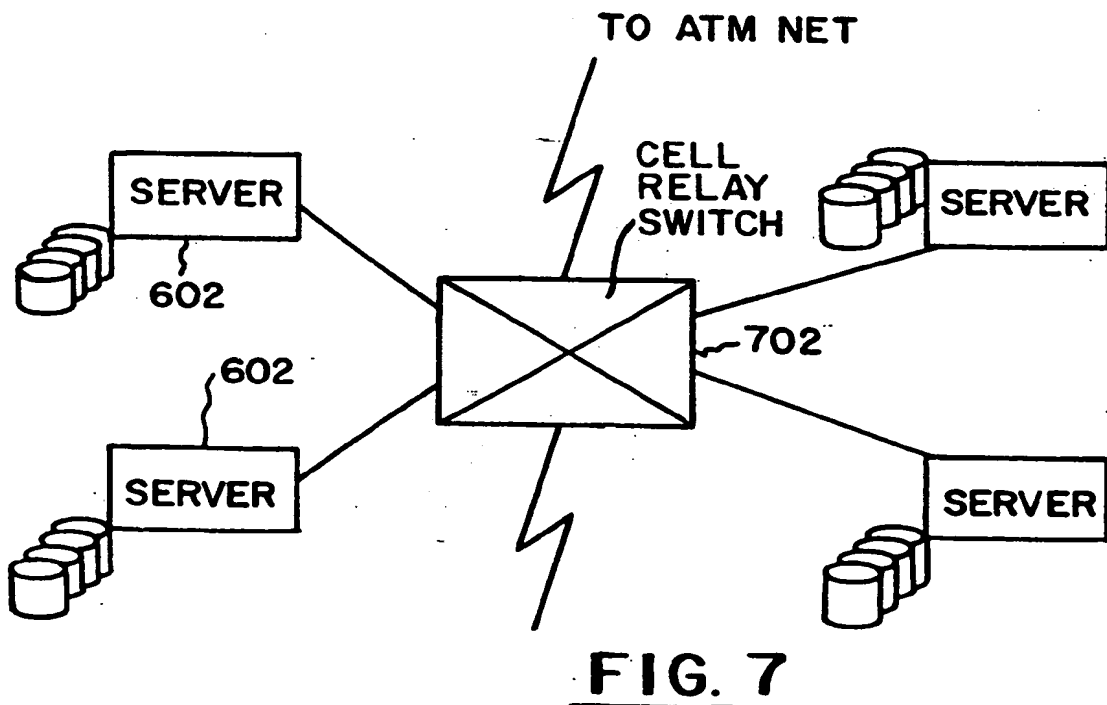 TO ATM NET
CELL
RELAY
SWITCH
SERVER
602
SERVER
702
602
SERVER
SERVER
FIG. 7